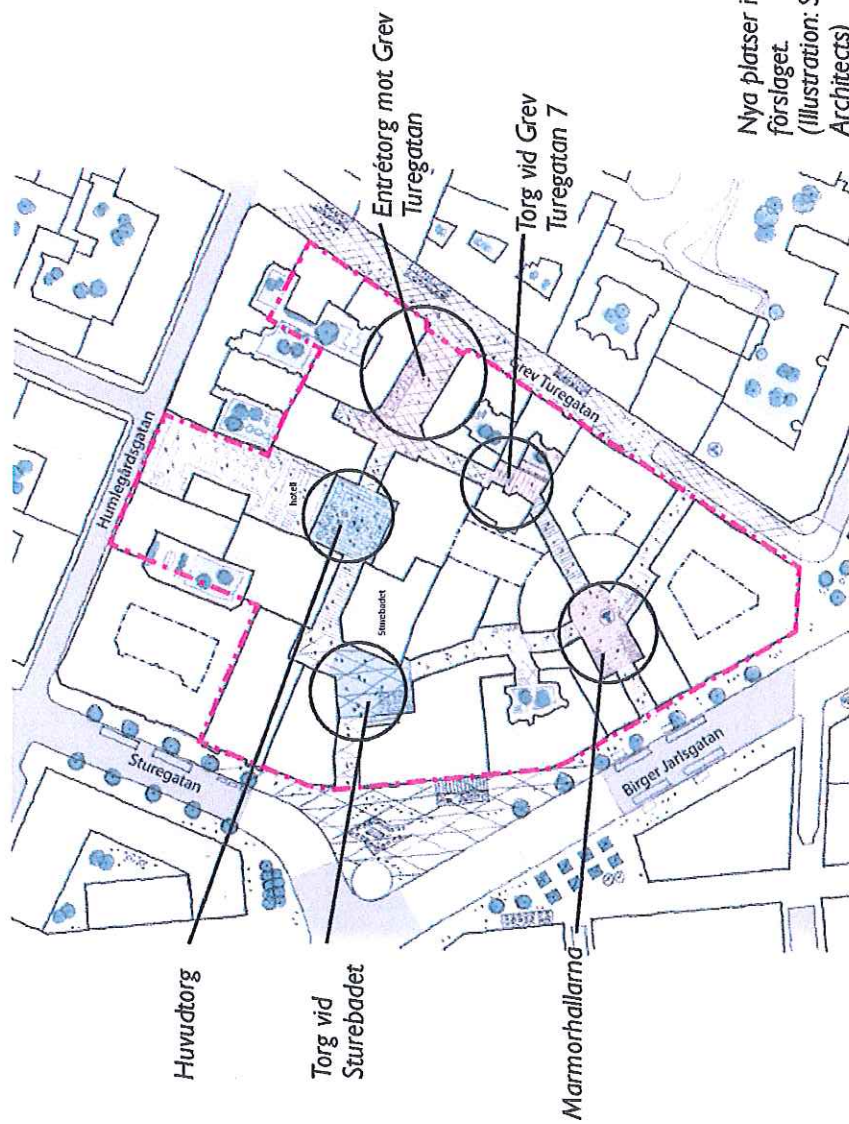 Huvudtorg
Torg vid
Sturebadet
Marmorhallarna
Humlegårdsgatan
Sturegatan
hotell
Sturebadet
Birger Jarlsgatan
Grev Turegatan
Entrétorg mot Grev
Turegatan
Torg vid Grev
Turegatan 7
Nya platser i
förslaget.
(Illustration: S
Architects)